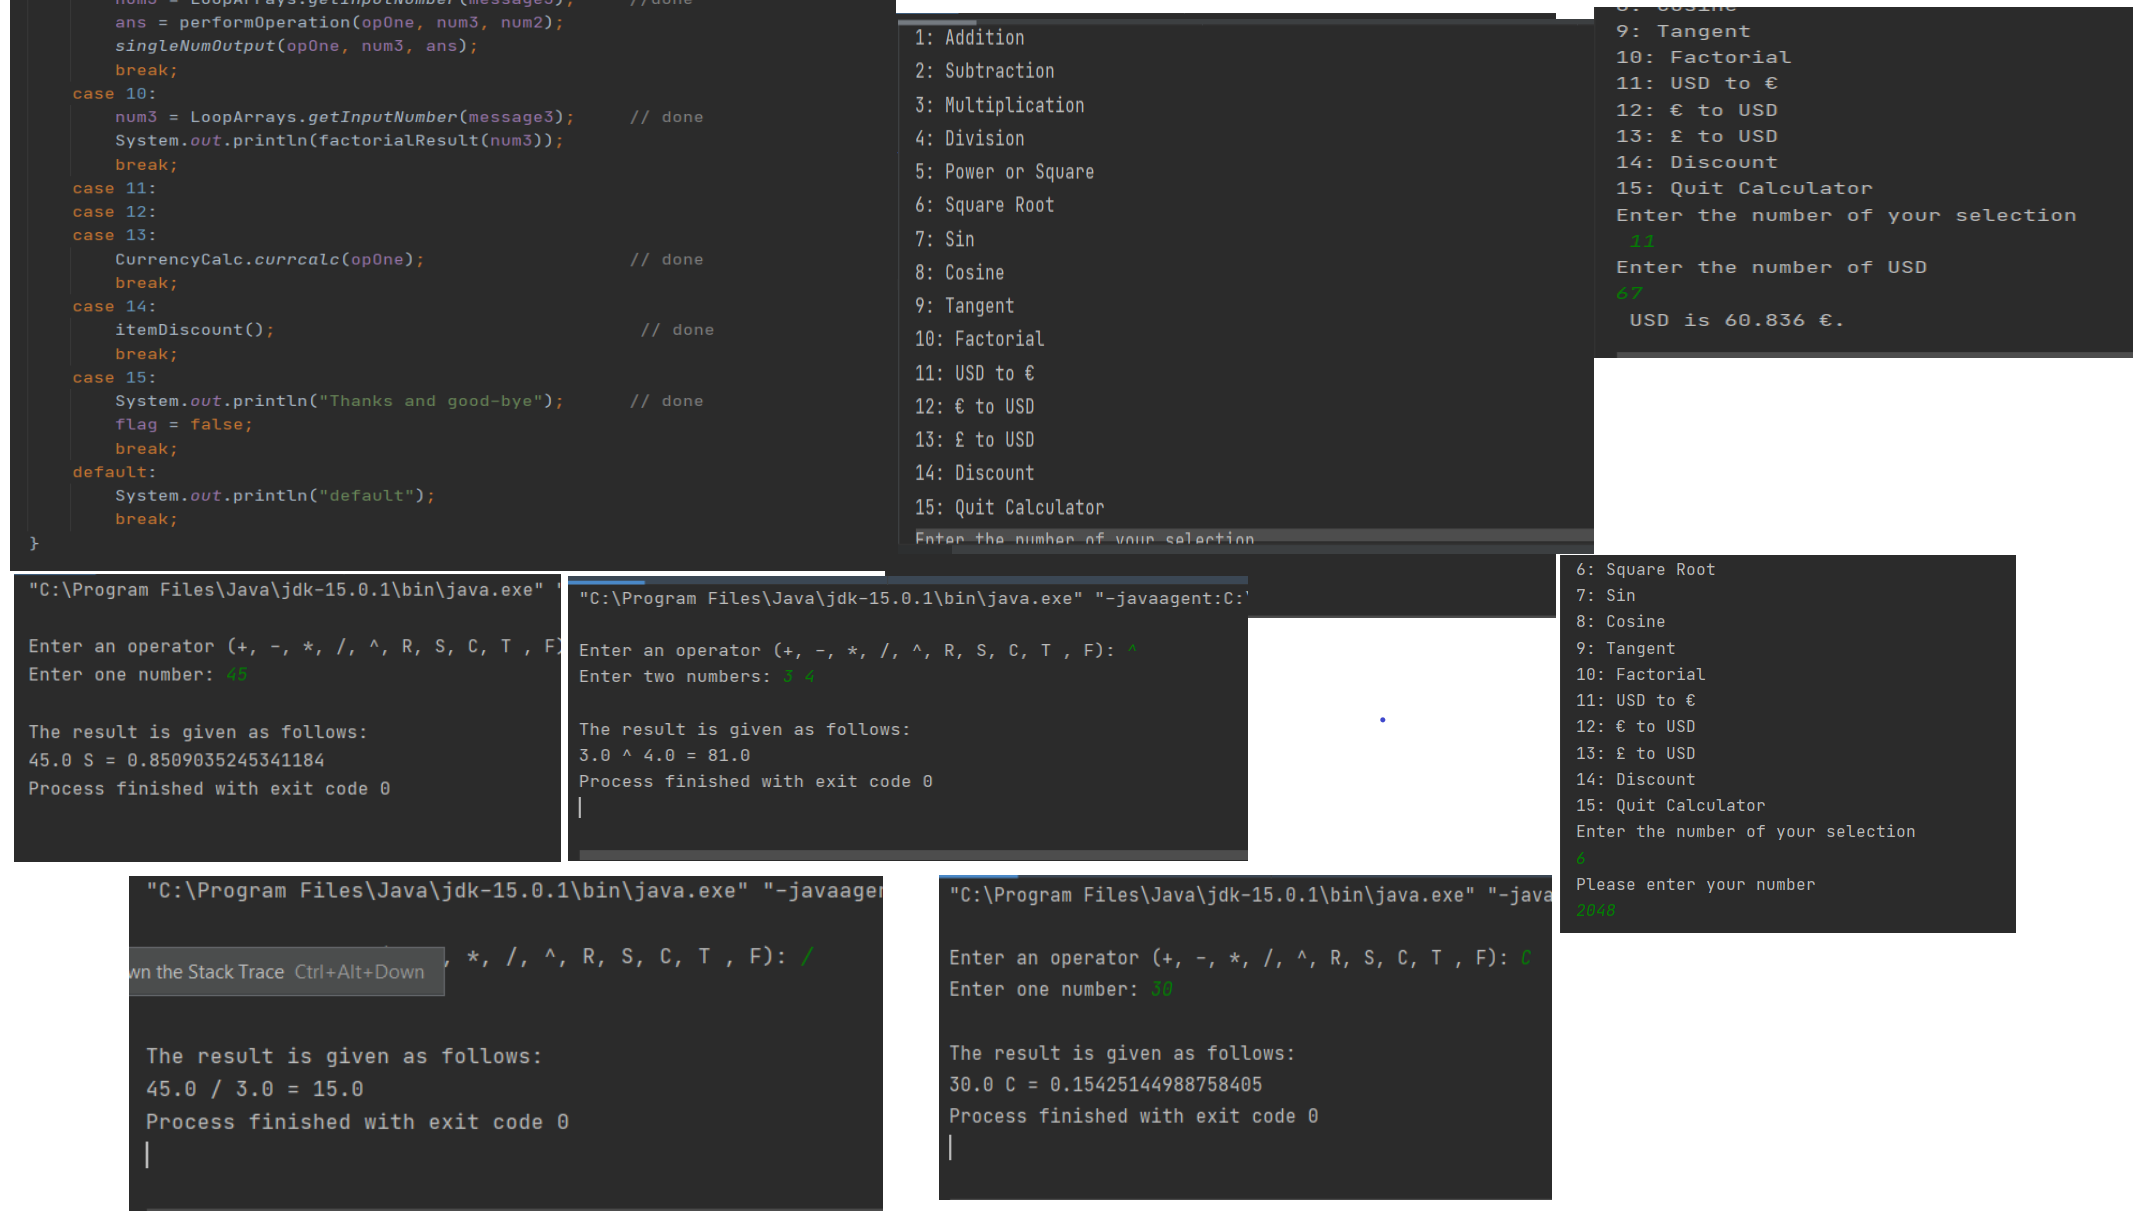 num3 = LoopArrays.getInputNumber(message3);     //done
ans = performOperation(opOne, num3, num2);
singleNumOutput(opOne, num3, ans);
break;
case 10:
num3 = LoopArrays.getInputNumber(message3);     // done
System.out.println(factorialResult(num3));
break;
case 11:
case 12:
case 13:
CurrencyCalc.currcalc(opOne);     // done
break;
case 14:
itemDiscount();     // done
break;
case 15:
System.out.println("Thanks and good-bye");     // done
flag = false;
break;
default:
System.out.println("default");
break;
}
1: Addition
2: Subtraction
3: Multiplication
4: Division
5: Power or Square
6: Square Root
7: Sin
8: Cosine
9: Tangent
10: Factorial
11: USD to €
12: € to USD
13: £ to USD
14: Discount
15: Quit Calculator
Enter the number of your selection
8: Cosine
9: Tangent
10: Factorial
11: USD to €
12: € to USD
13: £ to USD
14: Discount
15: Quit Calculator
Enter the number of your selection
11
Enter the number of USD
67
USD is 60.836 €.
"C:\Program Files\Java\jdk-15.0.1\bin\java.exe" "
Enter an operator (+, -, *, /, ^, R, S, C, T , F)
Enter one number: 45
The result is given as follows:
45.0 S = 0.8509035245341184
Process finished with exit code 0
"C:\Program Files\Java\jdk-15.0.1\bin\java.exe" "-javaagent:C:\
Enter an operator (+, -, *, /, ^, R, S, C, T , F): ^
Enter two numbers: 3 4
The result is given as follows:
3.0 ^ 4.0 = 81.0
Process finished with exit code 0
6: Square Root
7: Sin
8: Cosine
9: Tangent
10: Factorial
11: USD to €
12: € to USD
13: £ to USD
14: Discount
15: Quit Calculator
Enter the number of your selection
6
Please enter your number
2048
"C:\Program Files\Java\jdk-15.0.1\bin\java.exe" "-javaagen
, *, /, ^, R, S, C, T , F): /
wn the Stack Trace Ctrl+Alt+Down
The result is given as follows:
45.0 / 3.0 = 15.0
Process finished with exit code 0
"C:\Program Files\Java\jdk-15.0.1\bin\java.exe" "-java
Enter an operator (+, -, *, /, ^, R, S, C, T , F): C
Enter one number: 30
The result is given as follows:
30.0 C = 0.15425144988758405
Process finished with exit code 0